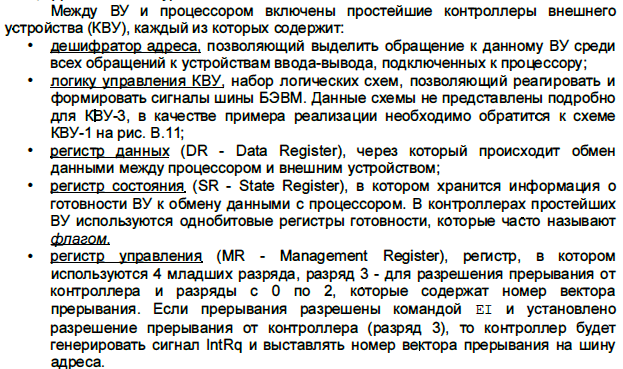 Между ВУ и процессором включены простейшие контроллеры внешнего
устройства (КВУ), каждый из которых содержит:
• дешифратор адреса, позволяющий выделить обращение к данному ВУ среди
всех обращений к устройствам ввода-вывода, подключенных к процессору;
• логику управления КВУ, набор логических схем, позволяющий реагировать и
формировать сигналы шины БЭВМ. Данные схемы не представлены подробно
для КВУ-3, в качестве примера реализации необходимо обратится к схеме
КВУ-1 на рис. В.11;
• регистр данных (DR - Data Register), через который происходит обмен
данными между процессором и внешним устройством;
• регистр состояния (SR - State Register), в котором хранится информация о
готовности ВУ к обмену данными с процессором. В контроллерах простейших
ВУ используются однобитовые регистры готовности, которые часто называют
флагом.
• регистр управления (MR - Management Register), регистр, в котором
используются 4 младших разряда, разряд 3 - для разрешения прерывания от
контроллера и разряды с 0 по 2, которые содержат номер вектора
прерывания. Если прерывания разрешены командой EI и установлено
разрешение прерывания от контроллера (разряд 3), то контроллер будет
генерировать сигнал IntRq и выставлять номер вектора прерывания на шину
адреса.